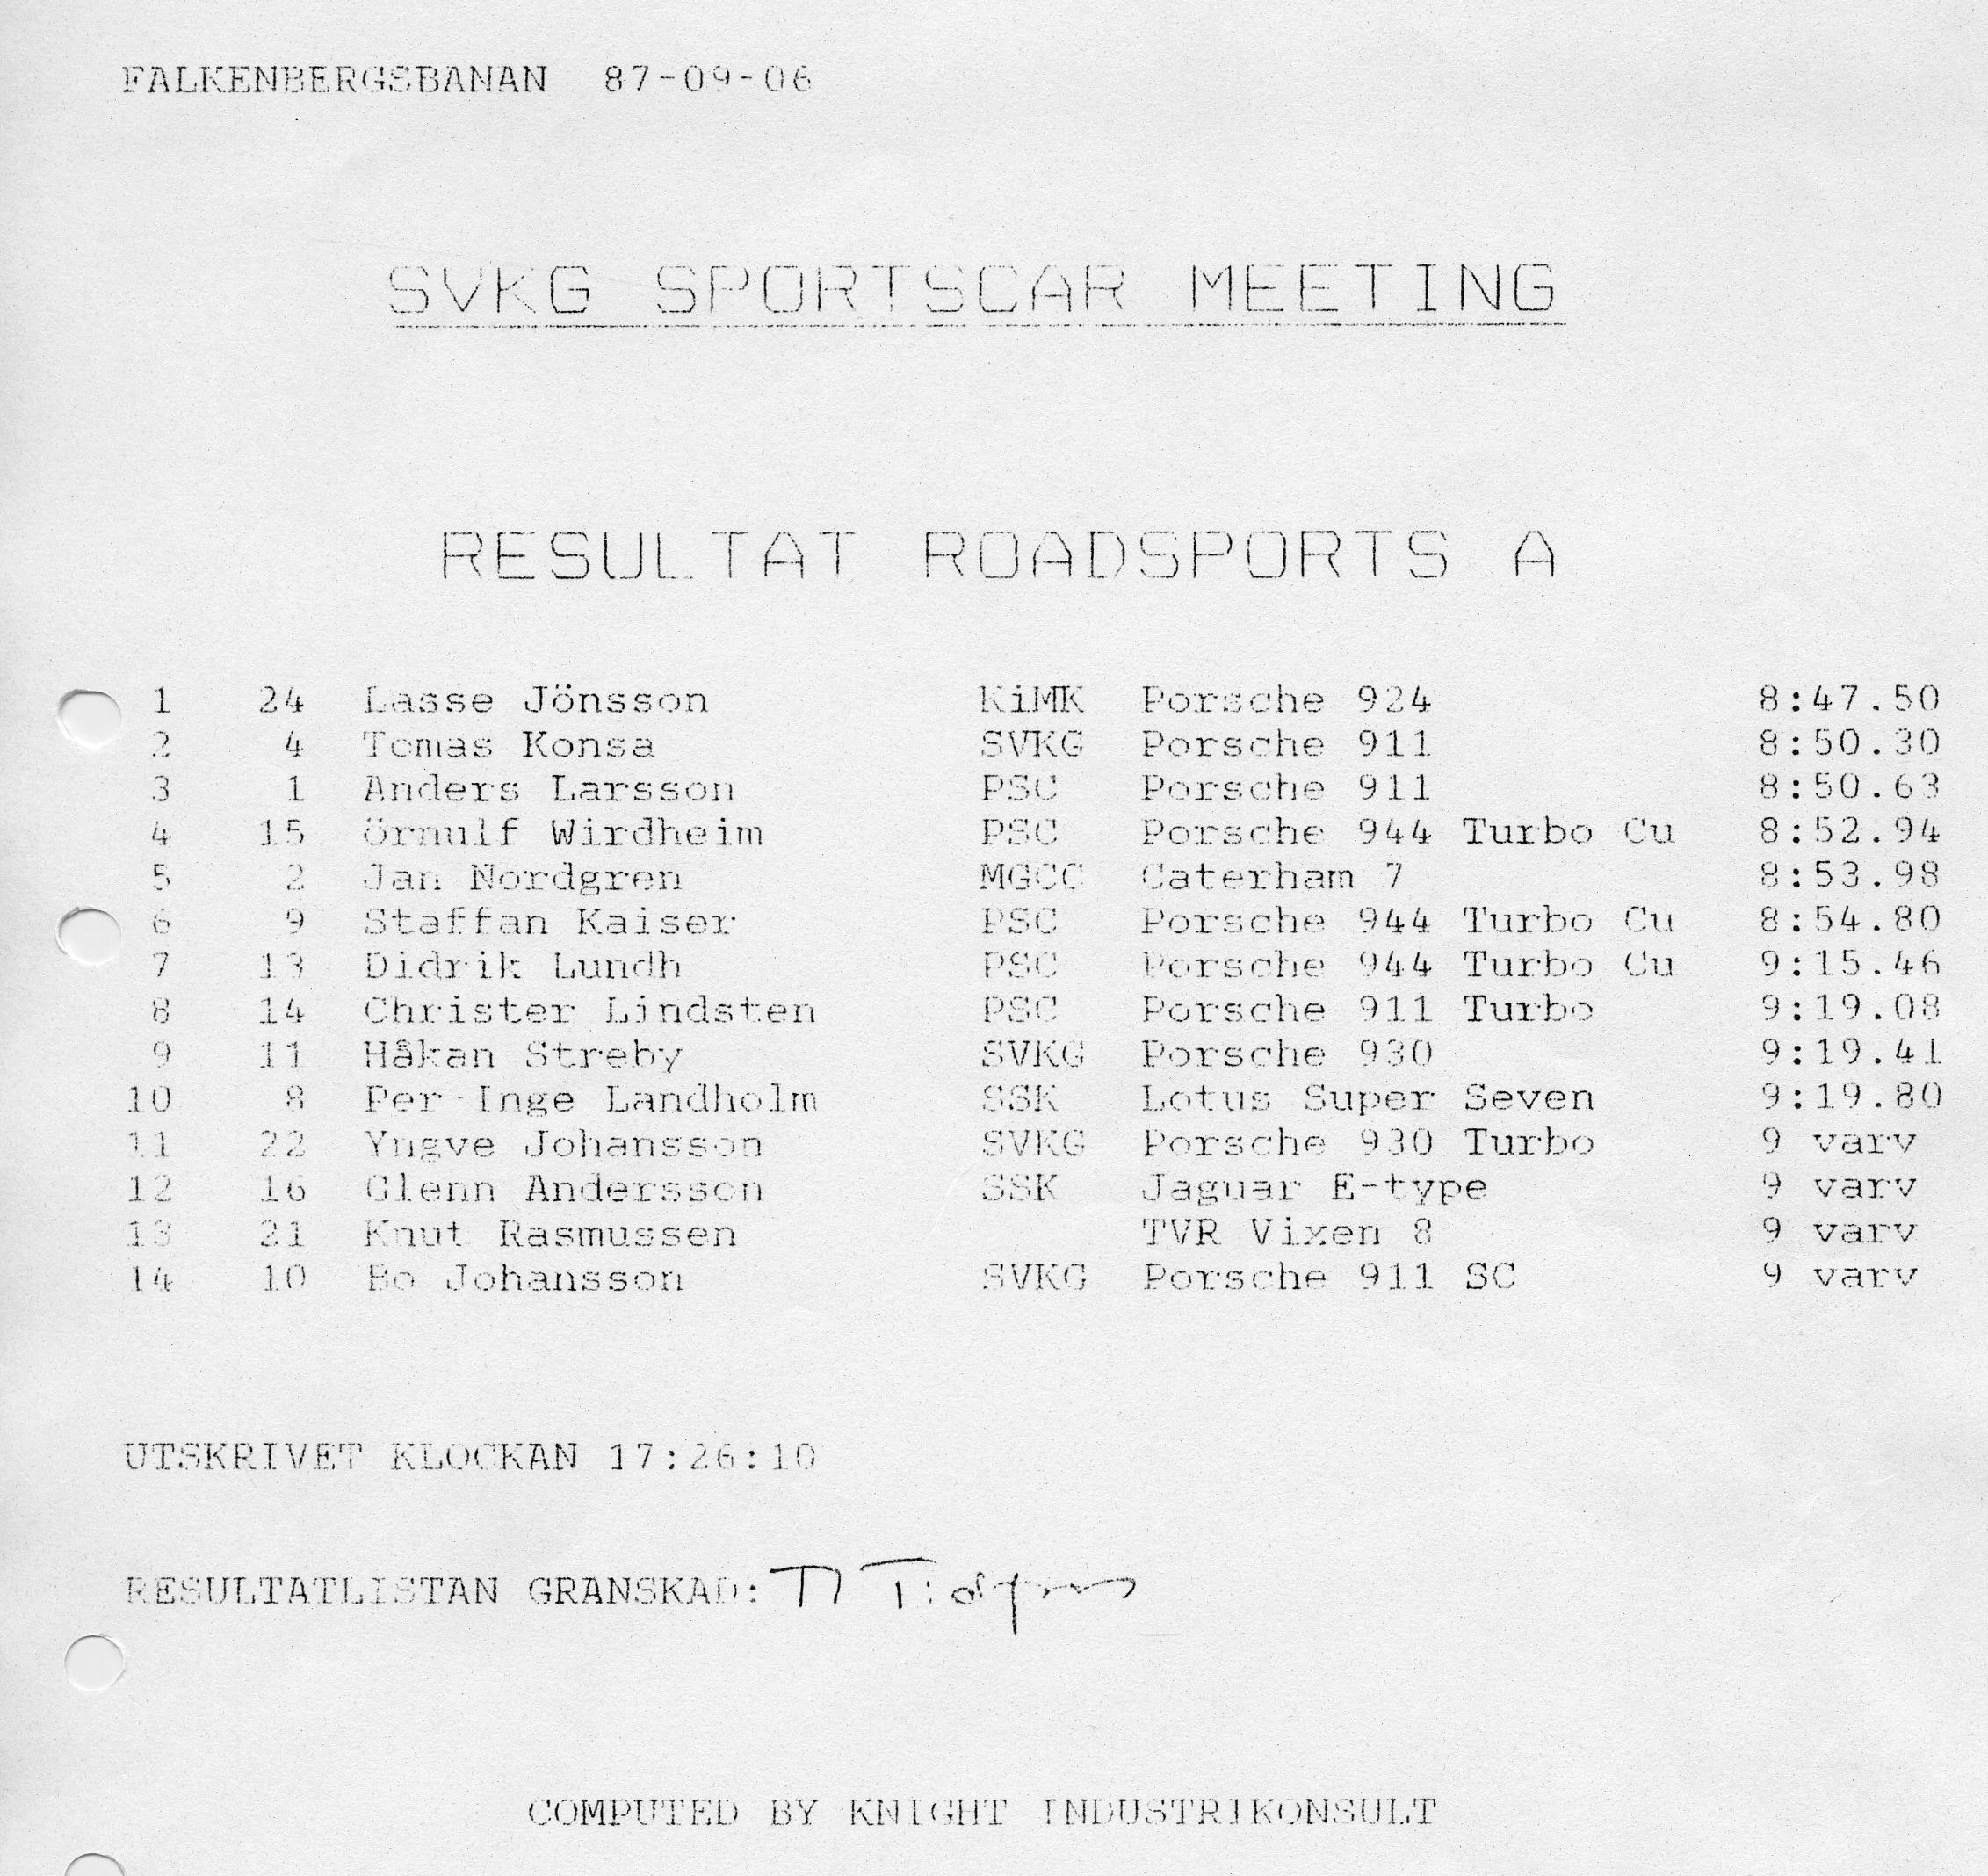 FALKENBERGSBANAN 87-09-06
SVKG SPORTSCAR MEETING
RESULTAT ROADSPORTS A
1 24 Lasse Jönsson KiMK Porsche 924 8:47.50
2 4 Tomas Konsa SVKG Porsche 911 8:50.30
3 1 Anders Larsson PSC Porsche 911 8:50.63
4 15 örnulf Wirdheim PSC Porsche 944 Turbo Cu 8:52.94
5 2 Jan Nordgren MGCC Caterham 7 8:53.98
6 9 Staffan Kaiser PSC Porsche 944 Turbo Cu 8:54.80
7 13 Didrik Lundh PSC Porsche 944 Turbo Cu 9:15.46
8 14 Christer Lindsten PSC Porsche 911 Turbo 9:19.08
9 11 Håkan Streby SVKG Porsche 930 9:19.41
10 8 Per-Inge Landholm SSK Lotus Super Seven 9:19.80
11 22 Yngve Johansson SVKG Porsche 930 Turbo 9 varv
12 16 Glenn Andersson SSK Jaguar E-type 9 varv
13 21 Knut Rasmussen TVR Vixen 8 9 varv
14 10 Bo Johansson SVKG Porsche 911 SC 9 varv
UTSKRIVET KLOCKAN 17:26:10
RESULTATLISTAN GRANSKAD:
COMPUTED BY KNIGHT INDUSTRIKONSULT